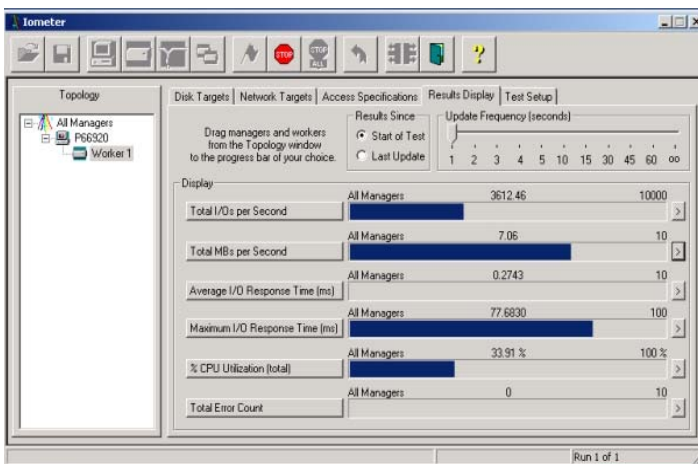 Iometer
STOP
STOP
ALL
?
Topology
All Managers
P66920
Worker 1
Disk Targets Network Targets Access Specifications Results Display Test Setup
Drag managers and workers
from the Topology window
to the progress bar of your choice.
Results Since
Start of Test
Last Update
Update Frequency (seconds)
1 2 3 4 5 10 15 30 45 60 oo
Display
All Managers 3612.46 10000
Total I/Os per Second >
All Managers 7.06 10
Total MBs per Second >
All Managers 0.2743 10
Average I/O Response Time (ms) >
All Managers 77.6830 100
Maximum I/O Response Time (ms) >
All Managers 33.91 % 100 %
% CPU Utilization (total) >
All Managers 0 10
Total Error Count >
Run 1 of 1